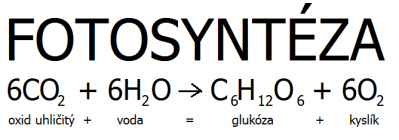 FOTOSYNTÉZA
6CO₂ + 6H₂O → C₆H₁₂O₆ + 6O₂
oxid uhličitý + voda = glukóza + kyslík